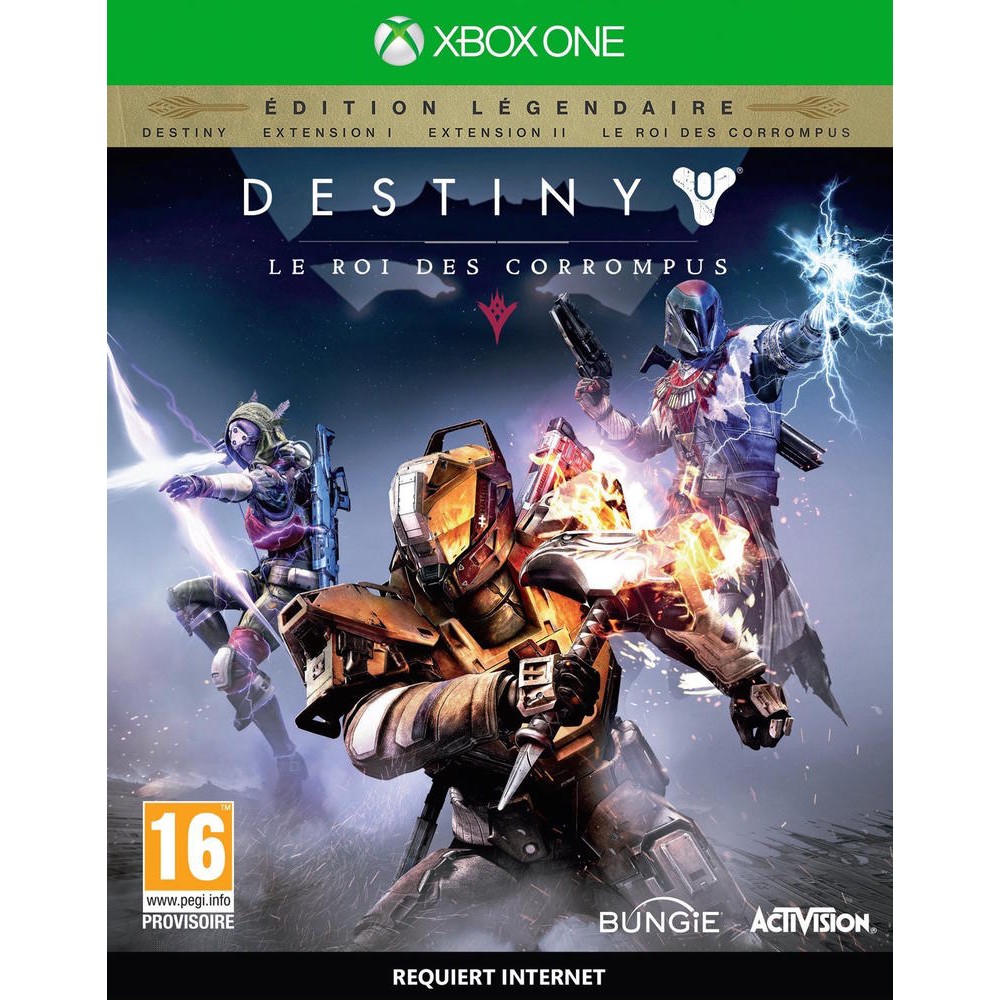 XBOX ONE
ÉDITION LÉGENDAIRE
DESTINY EXTENSION I EXTENSION II LE ROI DES CORROMPUS
DESTINY
LE ROI DES CORROMPUS
16
www.pegi.info
PROVISOIRE
BUNGiE ACTIVISION
REQUIERT INTERNET